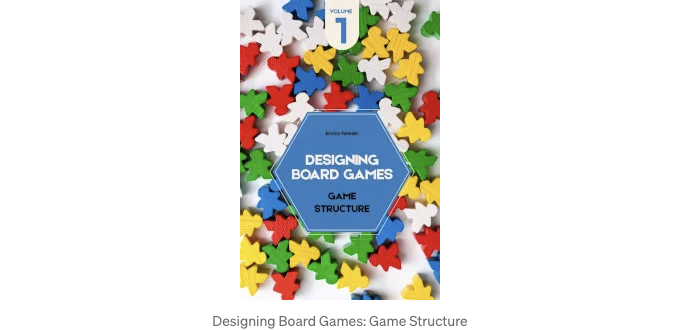 VOLUME
1
DESIGNING
BOARD GAMES
GAME
STRUCTURE
Designing Board Games: Game Structure